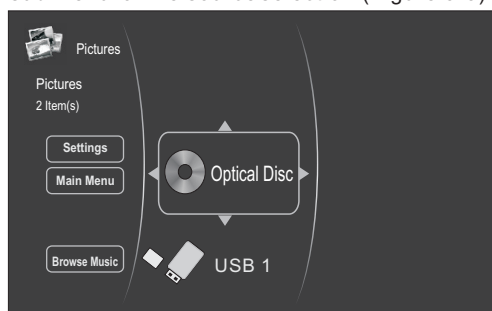 Pictures
Pictures
2 Item(s)
Settings
Main Menu
Browse Music
Optical Disc
USB 1